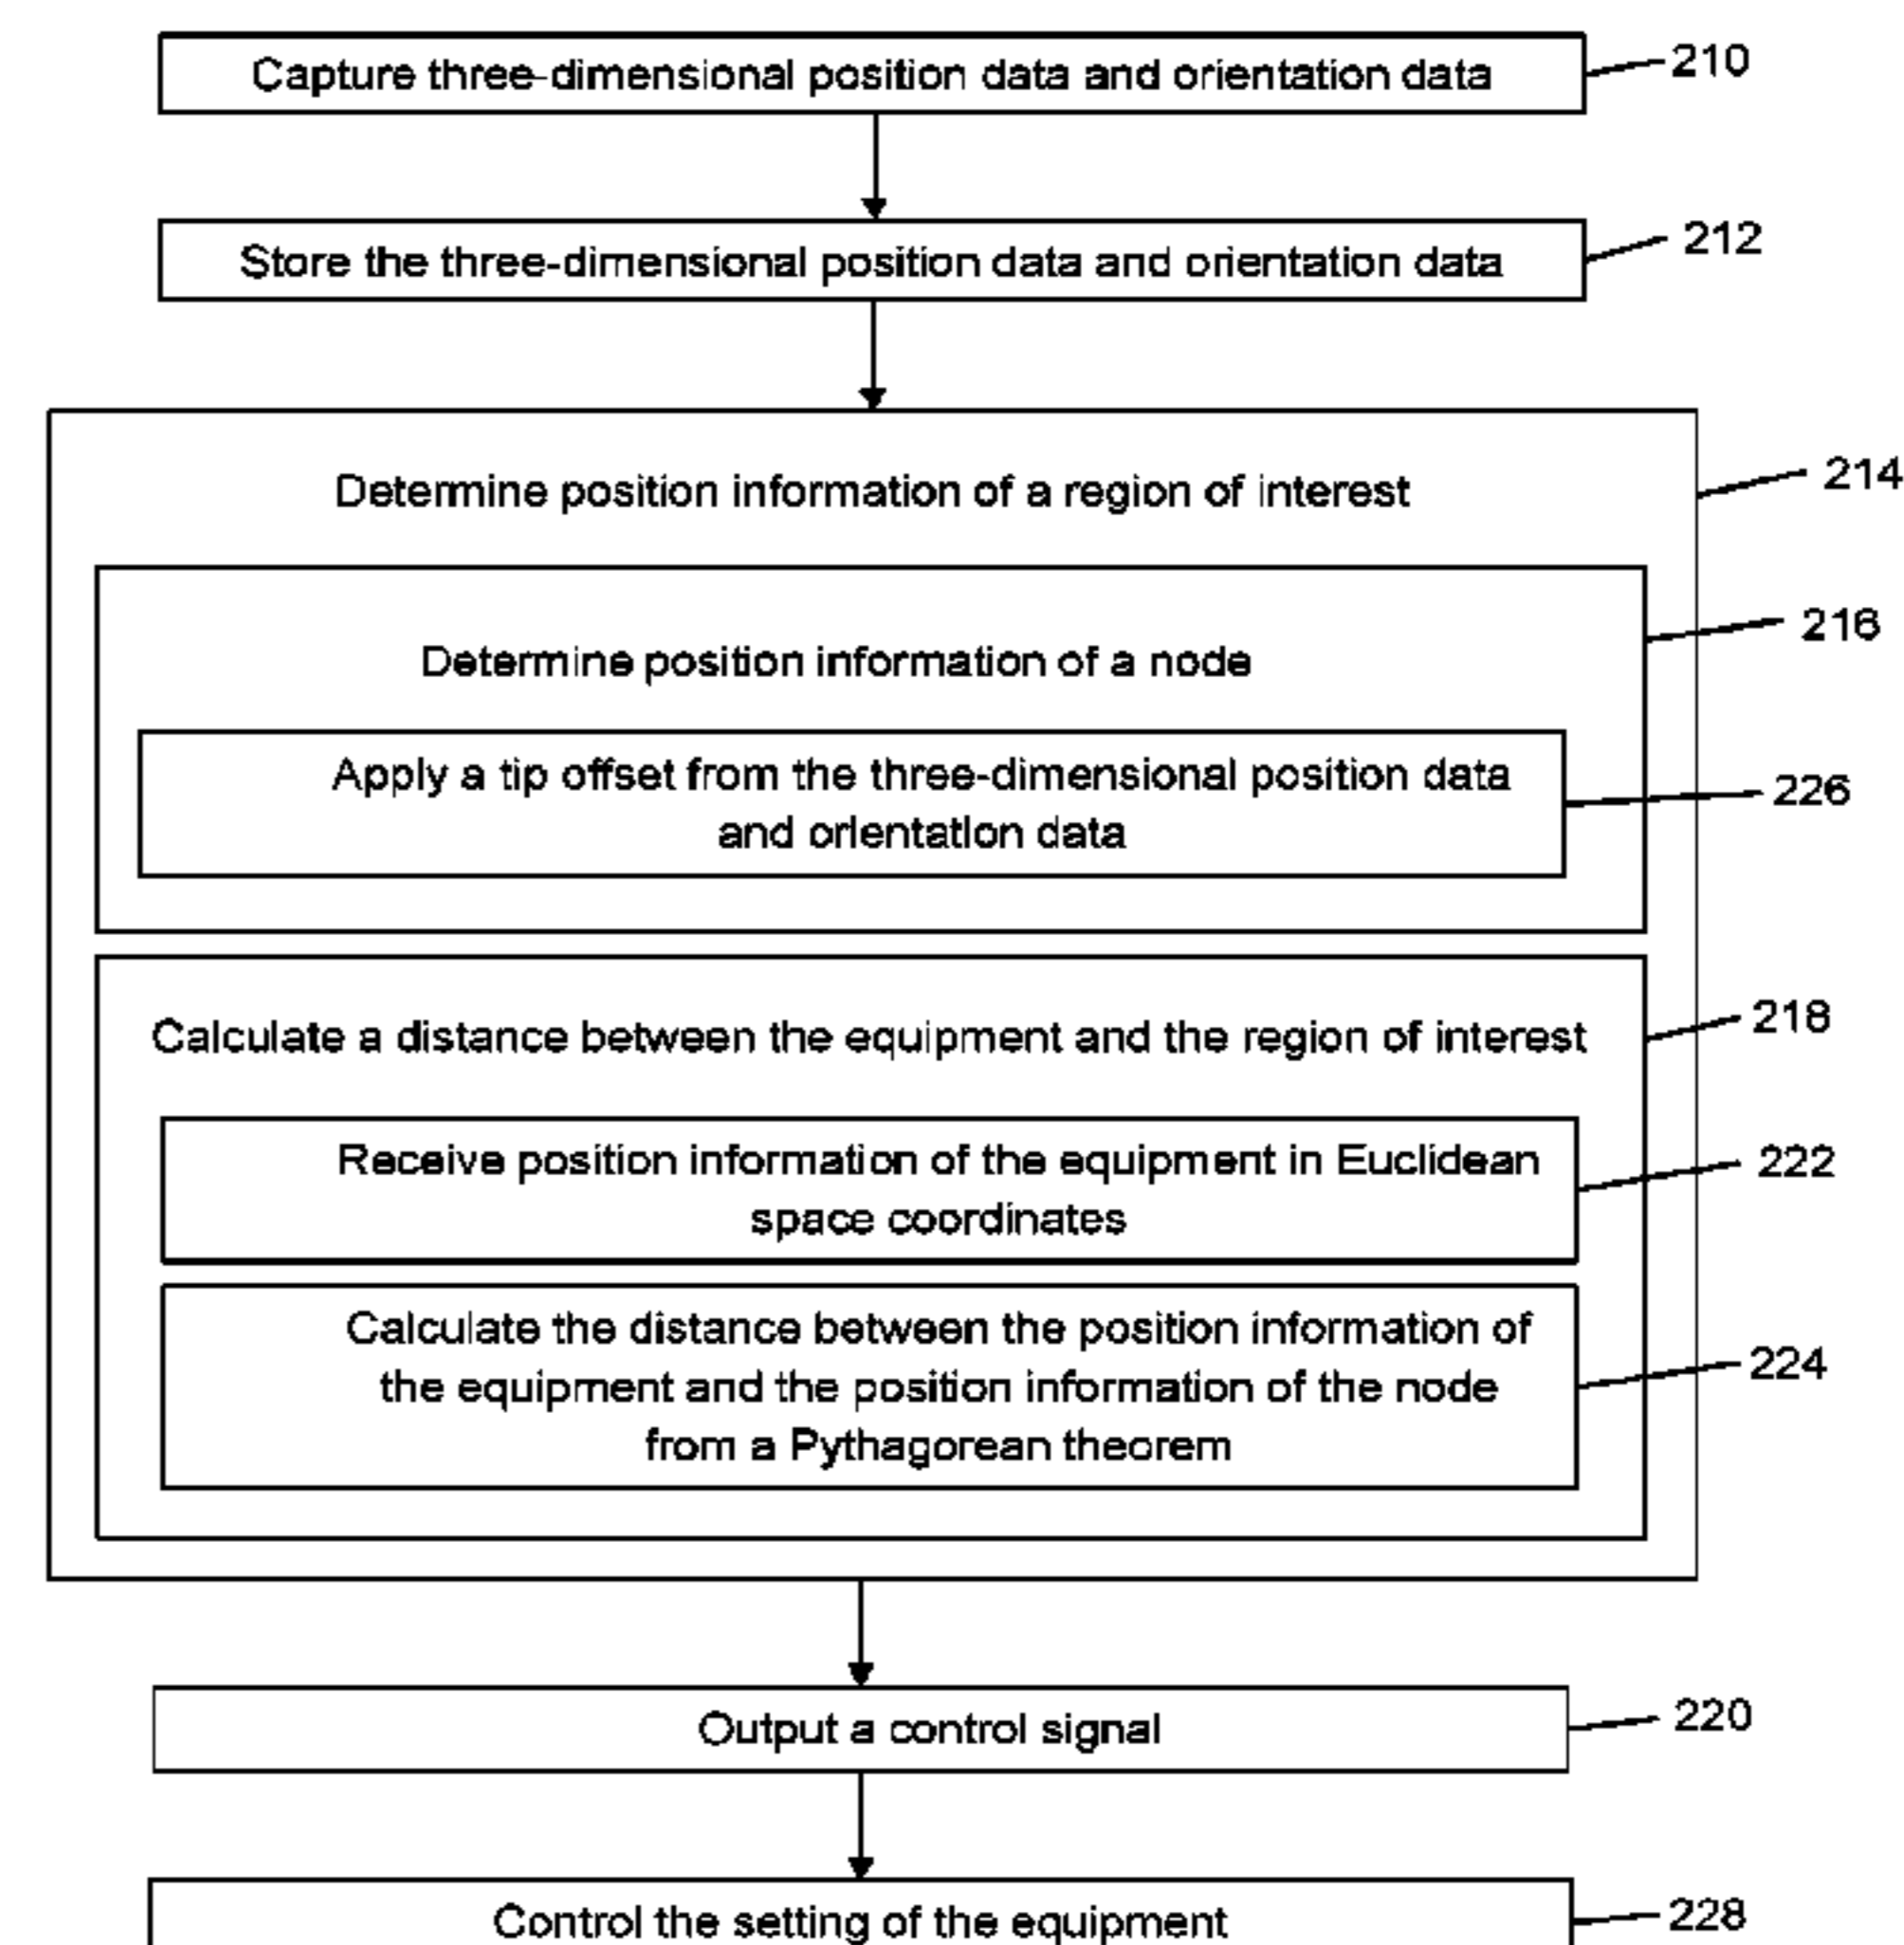 Capture three-dimensional position data and orientation data
210
Store the three-dimensional position data and orientation data
212
Determine position information of a region of interest
214
Determine position information of a node
216
Apply a tip offset from the three-dimensional position data
and orientation data
226
Calculate a distance between the equipment and the region of interest
218
Receive position information of the equipment in Euclidean
space coordinates
222
Calculate the distance between the position information of
the equipment and the position information of the node
from a Pythagorean theorem
224
Output a control signal
220
Control the setting of the equipment
228